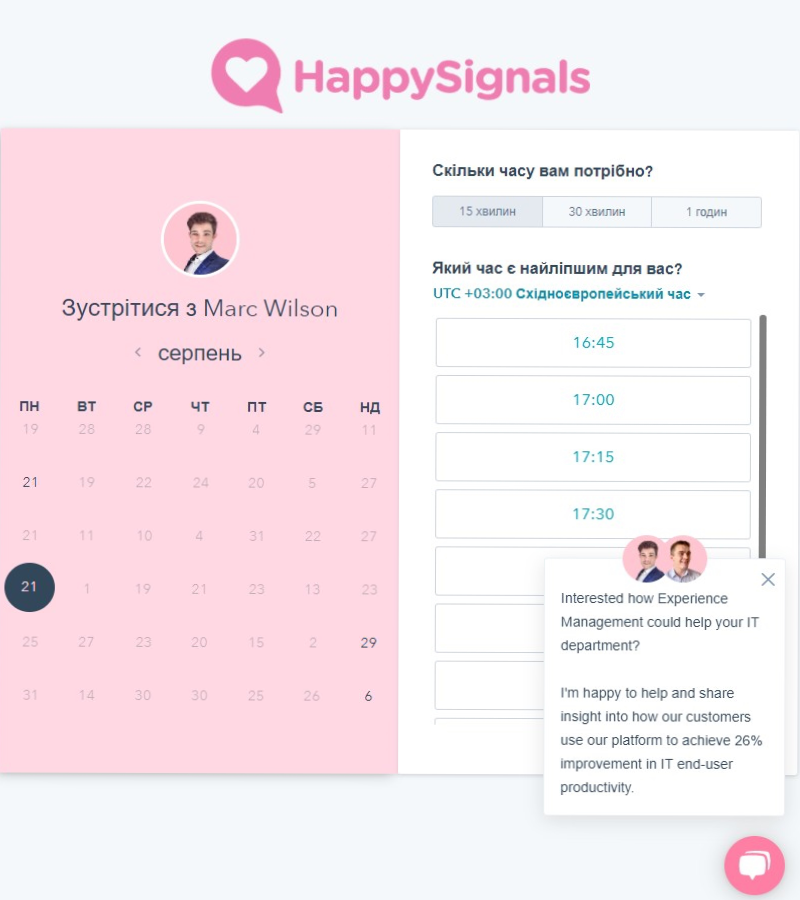 HappySignals
Зустрітися з Marc Wilson
серпень
ПН ВТ СР ЧТ ПТ СБ НД
19 28 28 9 4 29 11
21 19 22 24 20 5 27
21 11 10 4 31 22 27
21 1 19 21 23 13 23
25 27 23 20 15 2 29
31 14 30 30 25 26 6
Скільки часу вам потрібно?
15 хвилин 30 хвилин 1 годин
Який час є найліпшим для вас?
UTC +03:00 Східноєвропейський час
16:45
17:00
17:15
17:30
Interested how Experience
Management could help your IT
department?
I'm happy to help and share
insight into how our customers
use our platform to achieve 26%
improvement in IT end-user
productivity.